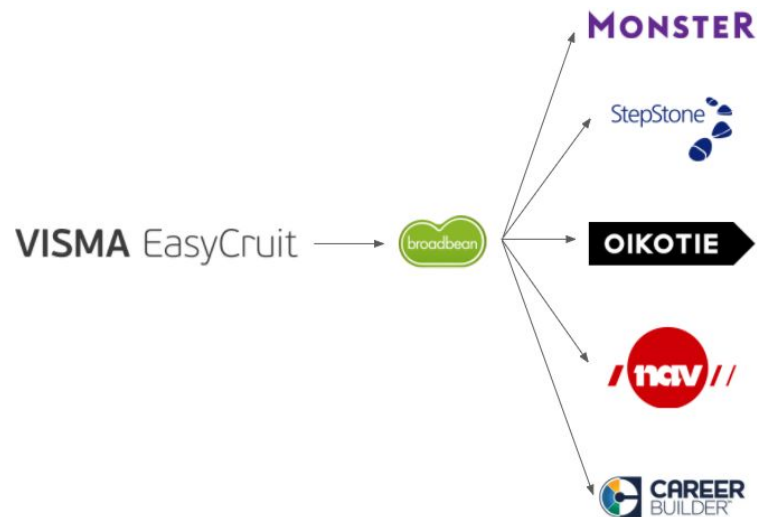 MONSTER
StepStone
VISMA EasyCruit
broadbean
OIKOTIE
/nav//
CAREER
BUILDER